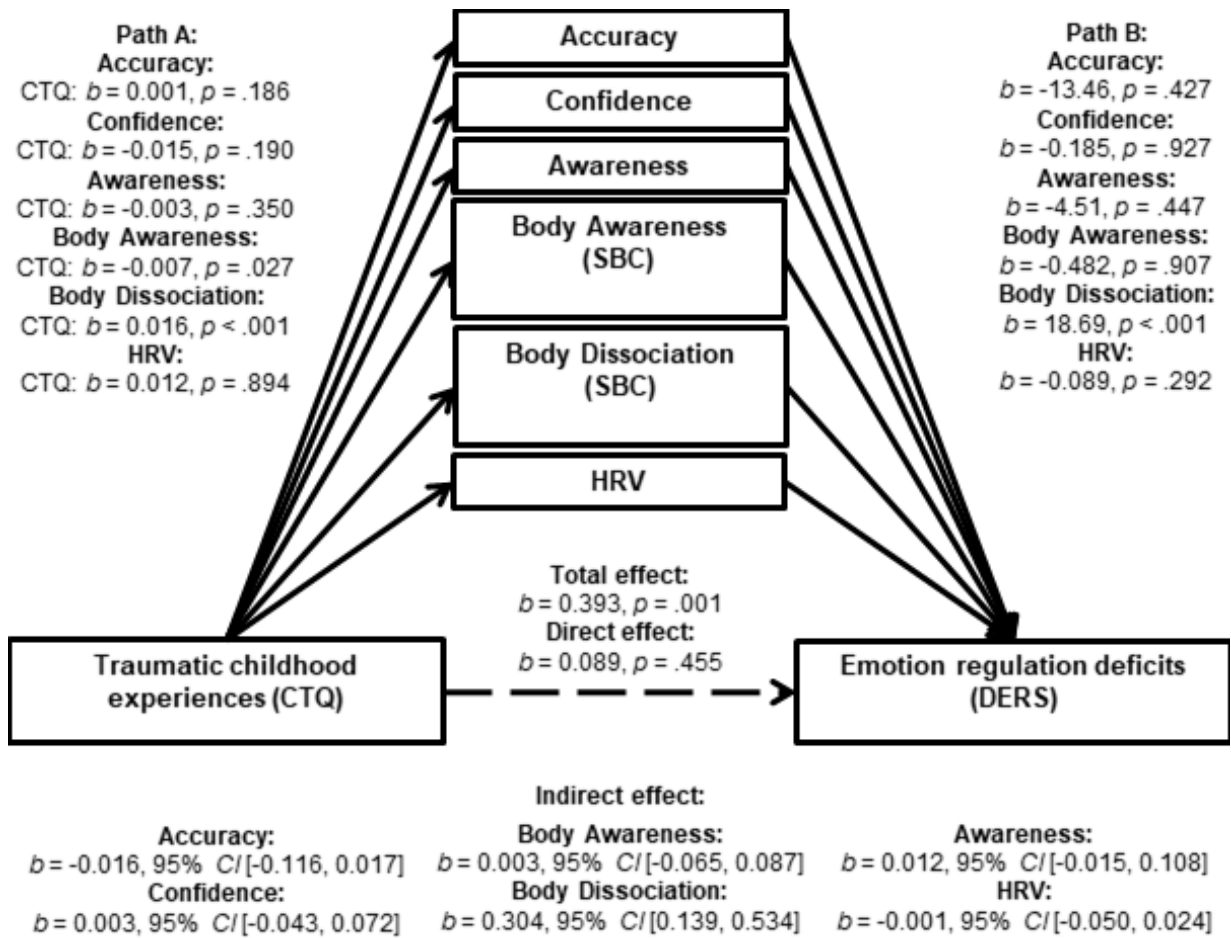 Path A:
Accuracy:
CTQ: b = 0.001, p = .186
Confidence:
CTQ: b = -0.015, p = .190
Awareness:
CTQ: b = -0.003, p = .350
Body Awareness:
CTQ: b = -0.007, p = .027
Body Dissociation:
CTQ: b = 0.016, p < .001
HRV:
CTQ: b = 0.012, p = .894
Accuracy
Confidence
Awareness
Body Awareness
(SBC)
Body Dissociation
(SBC)
HRV
Path B:
Accuracy:
b = -13.46, p = .427
Confidence:
b = -0.185, p = .927
Awareness:
b = -4.51, p = .447
Body Awareness:
b = -0.482, p = .907
Body Dissociation:
b = 18.69, p < .001
HRV:
b = -0.089, p = .292
Total effect:
b = 0.393, p = .001
Direct effect:
b = 0.089, p = .455
Traumatic childhood
experiences (CTQ)
Emotion regulation deficits
(DERS)
Indirect effect:
Accuracy:
b = -0.016, 95% CI [-0.116, 0.017]
Confidence:
b = 0.003, 95% CI [-0.043, 0.072]
Body Awareness:
b = 0.003, 95% CI [-0.065, 0.087]
Body Dissociation:
b = 0.304, 95% CI [0.139, 0.534]
Awareness:
b = 0.012, 95% CI [-0.015, 0.108]
HRV:
b = -0.001, 95% CI [-0.050, 0.024]